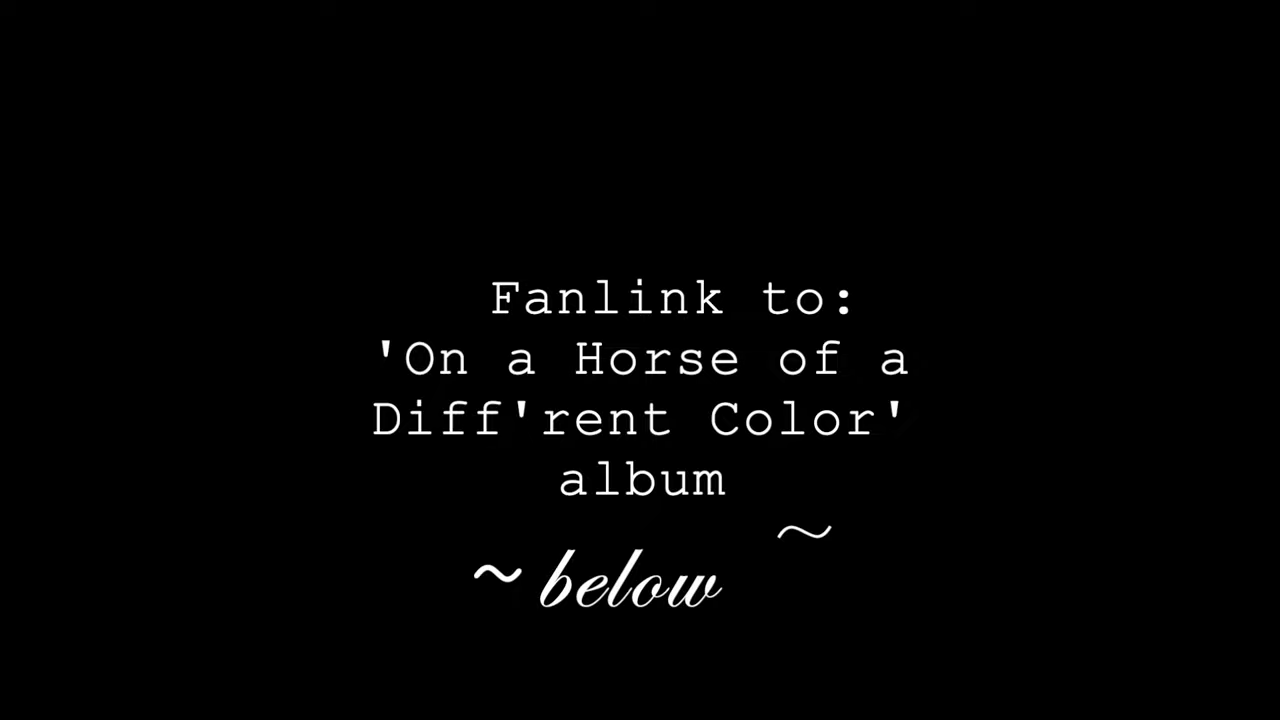 Fanlink to:
'On a Horse of a
Diff'rent Color'
album
~ below ~